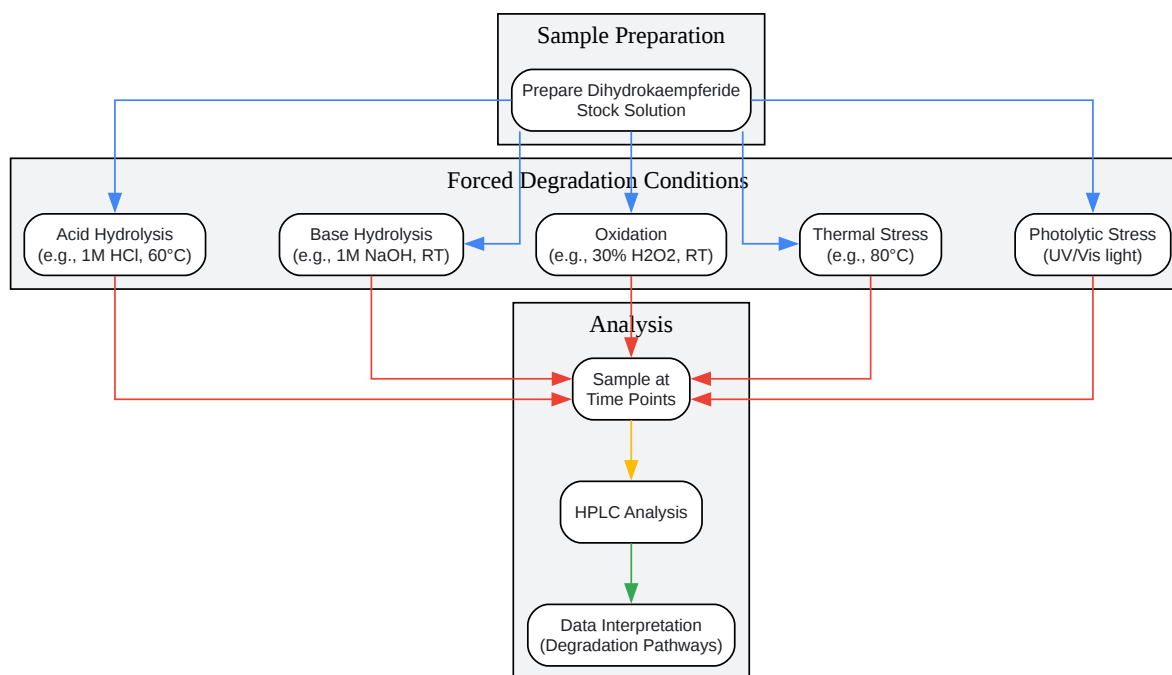 Sample Preparation
Prepare Dihydrokaempferide
Stock Solution
Forced Degradation Conditions
Acid Hydrolysis
(e.g., 1M HCl, 60°C)
Base Hydrolysis
(e.g., 1M NaOH, RT)
Oxidation
(e.g., 30% H2O2, RT)
Thermal Stress
(e.g., 80°C)
Photolytic Stress
(UV/Vis light)
Analysis
Sample at
Time Points
HPLC Analysis
Data Interpretation
(Degradation Pathways)